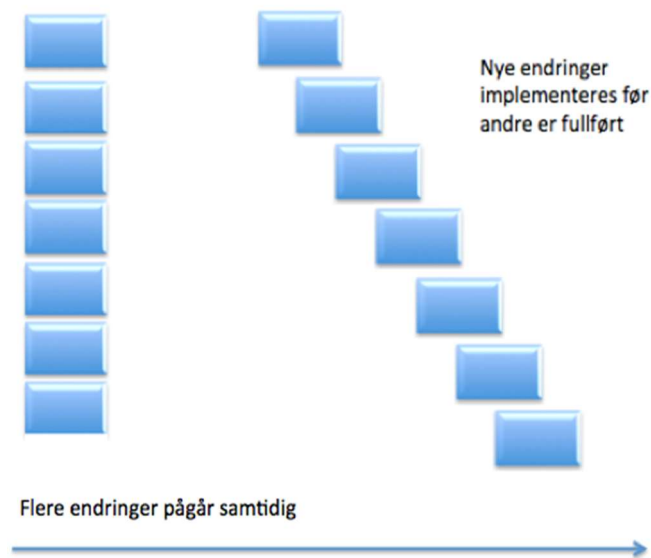 Nye endringer
implementeres før
andre er fullført
Flere endringer pågår samtidig